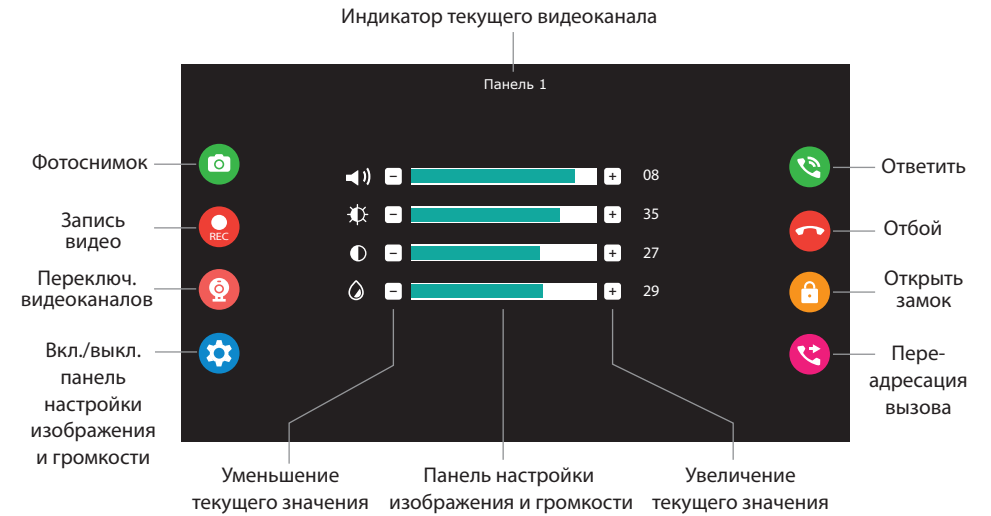 Индикатор текущего видеоканала
Панель 1
Фотоснимок
Запись
видео
REC
Переключ.
видеоканалов
Вкл./выкл.
панель
настройки
изображения
и громкости
08
35
27
29
Ответить
Отбой
Открыть
замок
Пере-
адресация
вызова
Уменьшение
текущего значения
Панель настройки
изображения и громкости
Увеличение
текущего значения